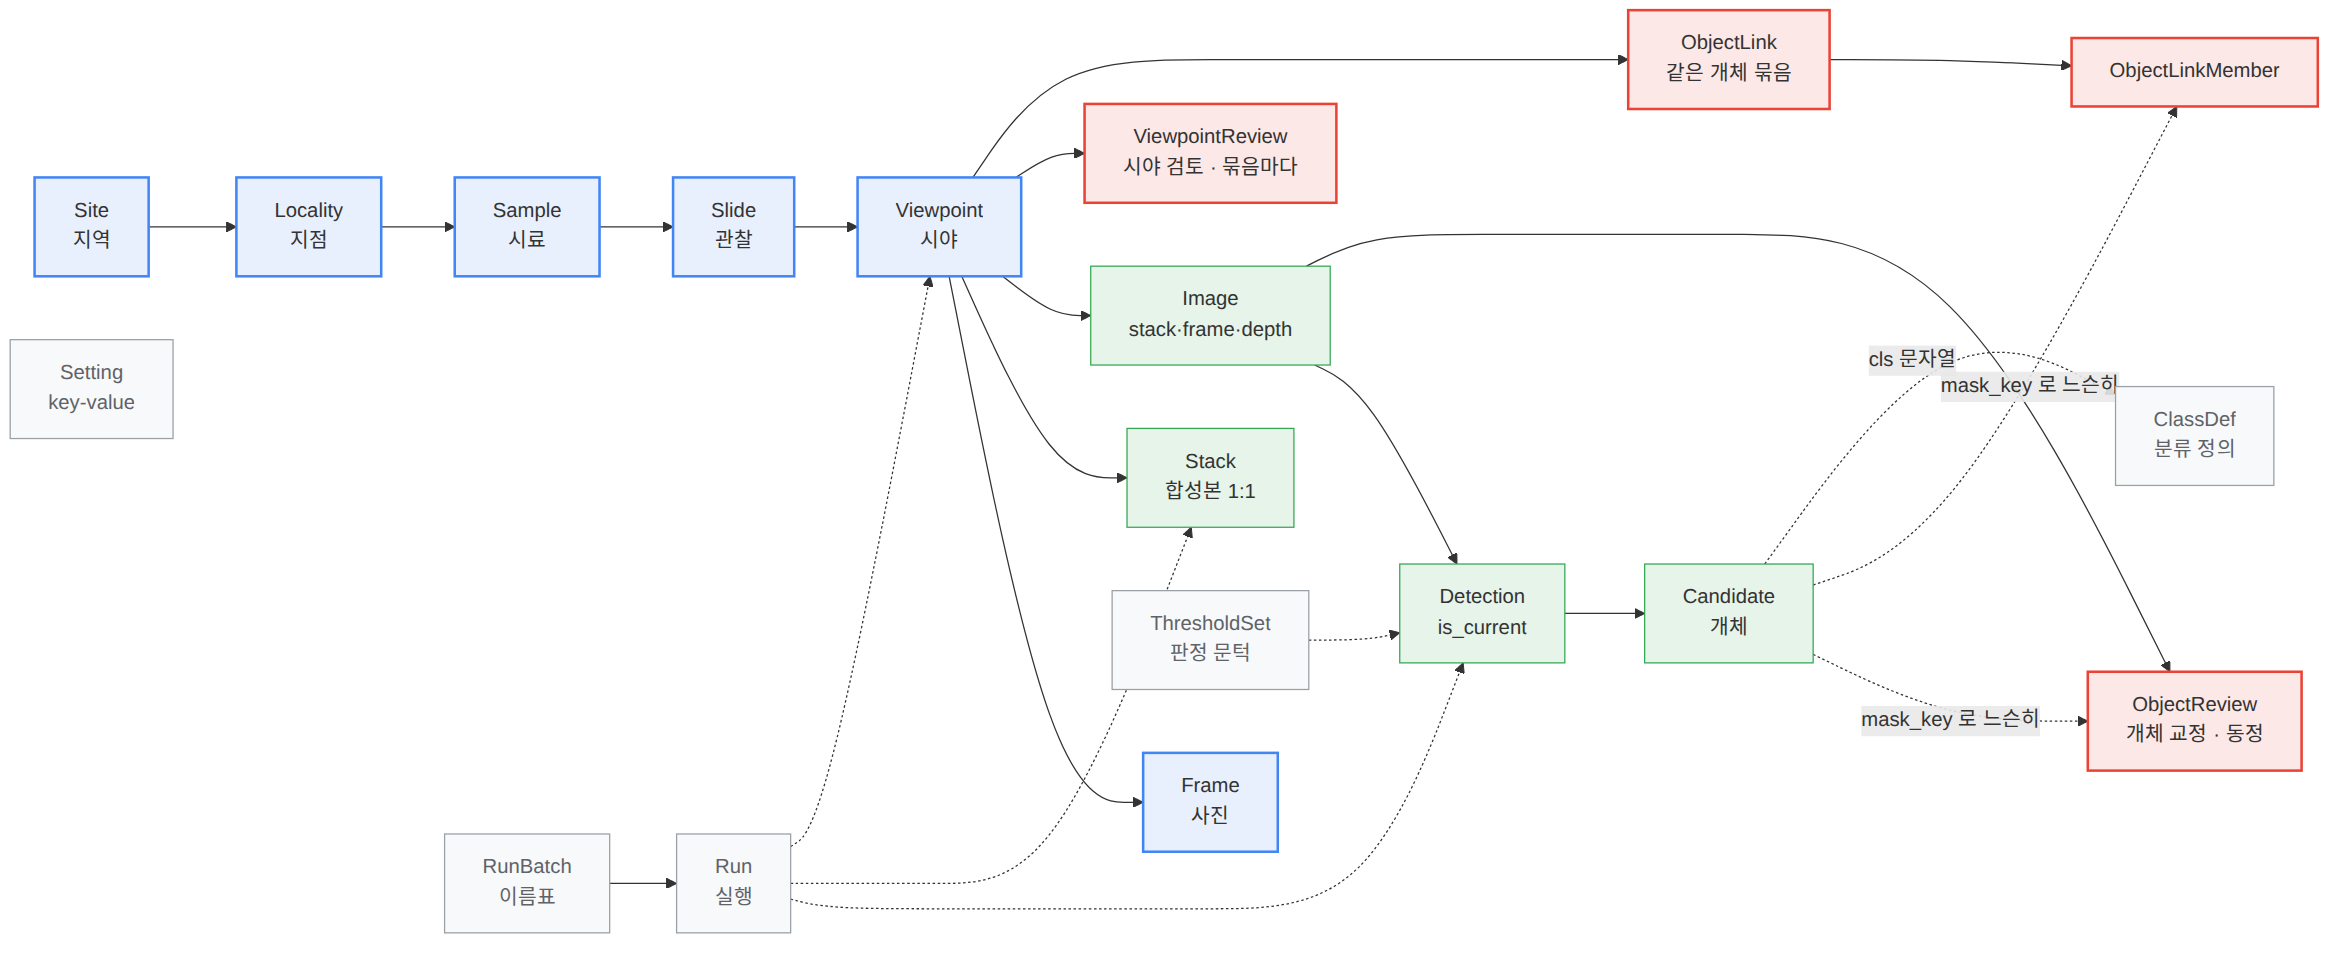 Site
지역
Locality
지점
Sample
시료
Slide
관찰
Viewpoint
시야
ObjectLink
같은 개체 묶음
ObjectLinkMember
ViewpointReview
시야 검토 · 묶음마다
Image
stack·frame·depth
Setting
key-value
cls 문자열
mask_key 로 느슨히
ClassDef
분류 정의
Stack
합성본 1:1
ThresholdSet
판정 문턱
Detection
is_current
Candidate
개체
mask_key 로 느슨히
ObjectReview
개체 교정 · 동정
Frame
사진
RunBatch
이름표
Run
실행